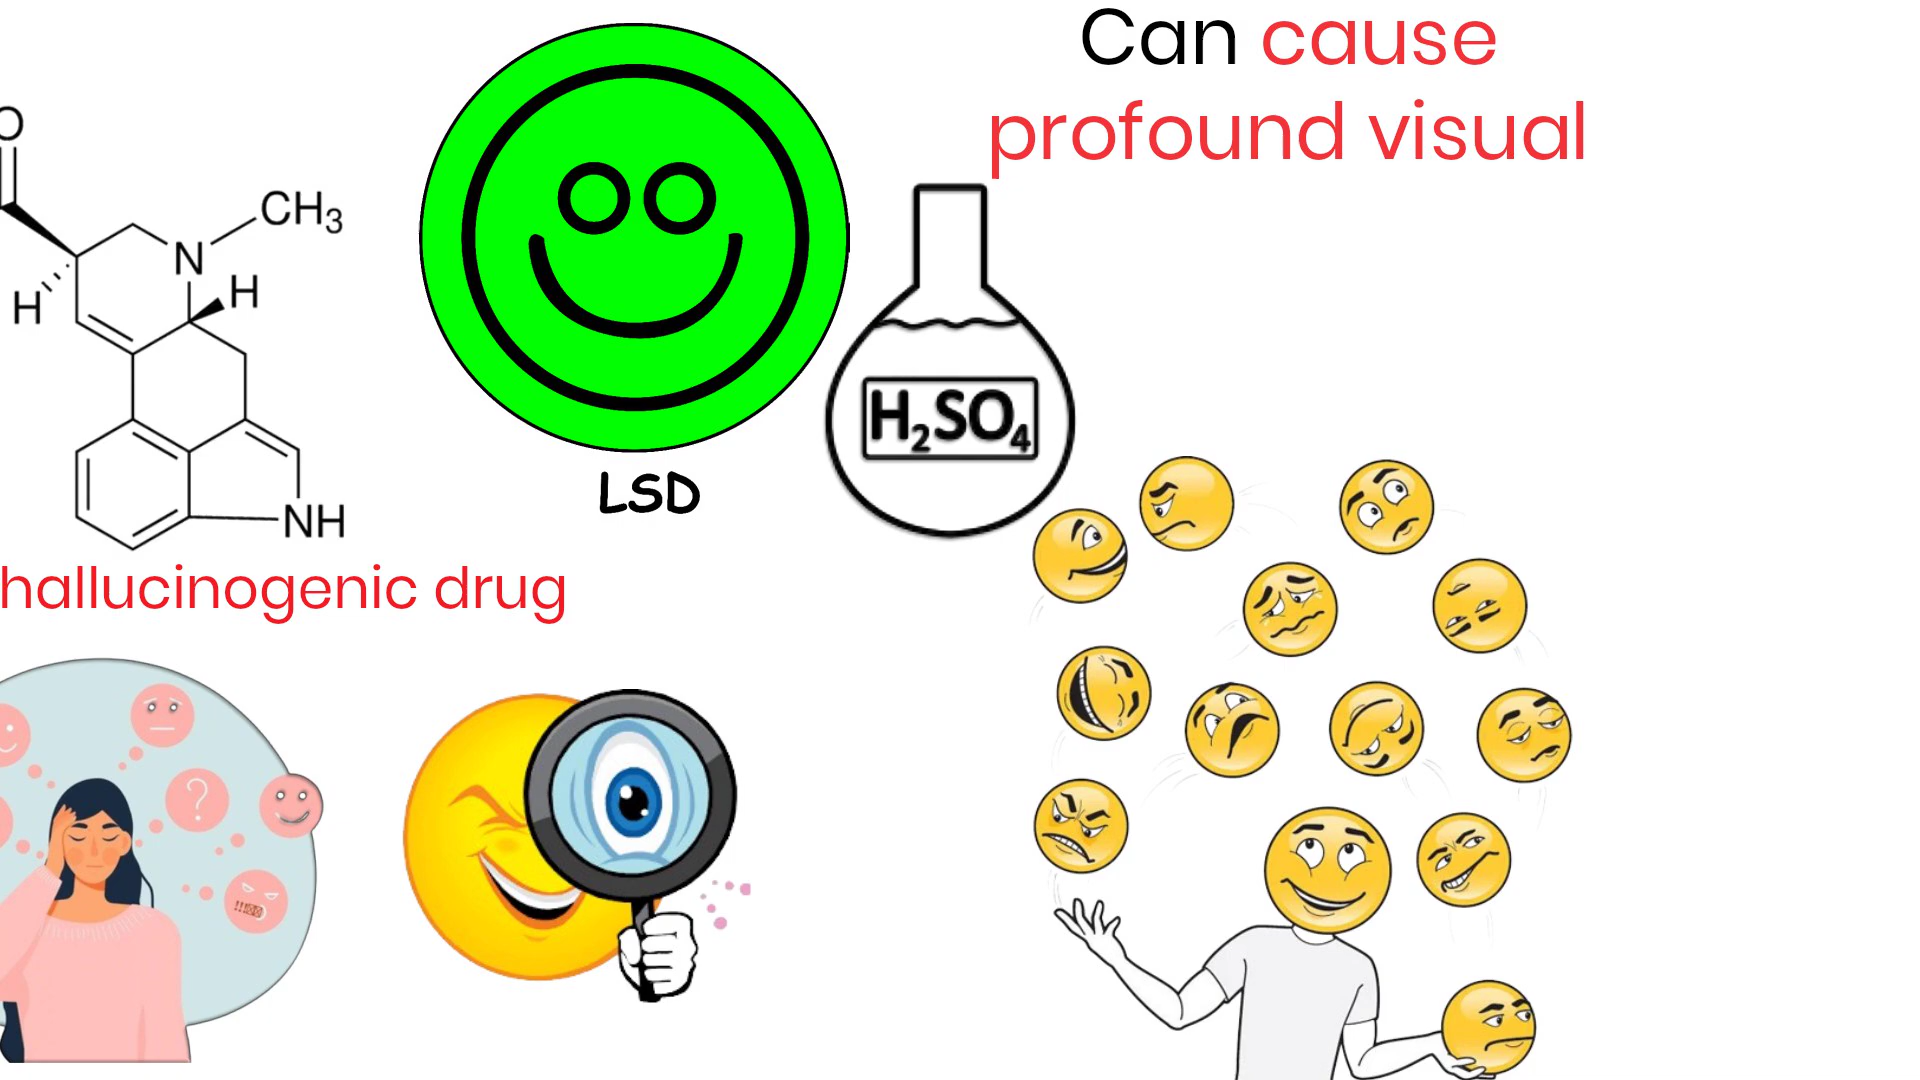 Can cause
profound visual
O
CH3
N
H
H
NH
H2SO4
LSD
hallucinogenic drug
?